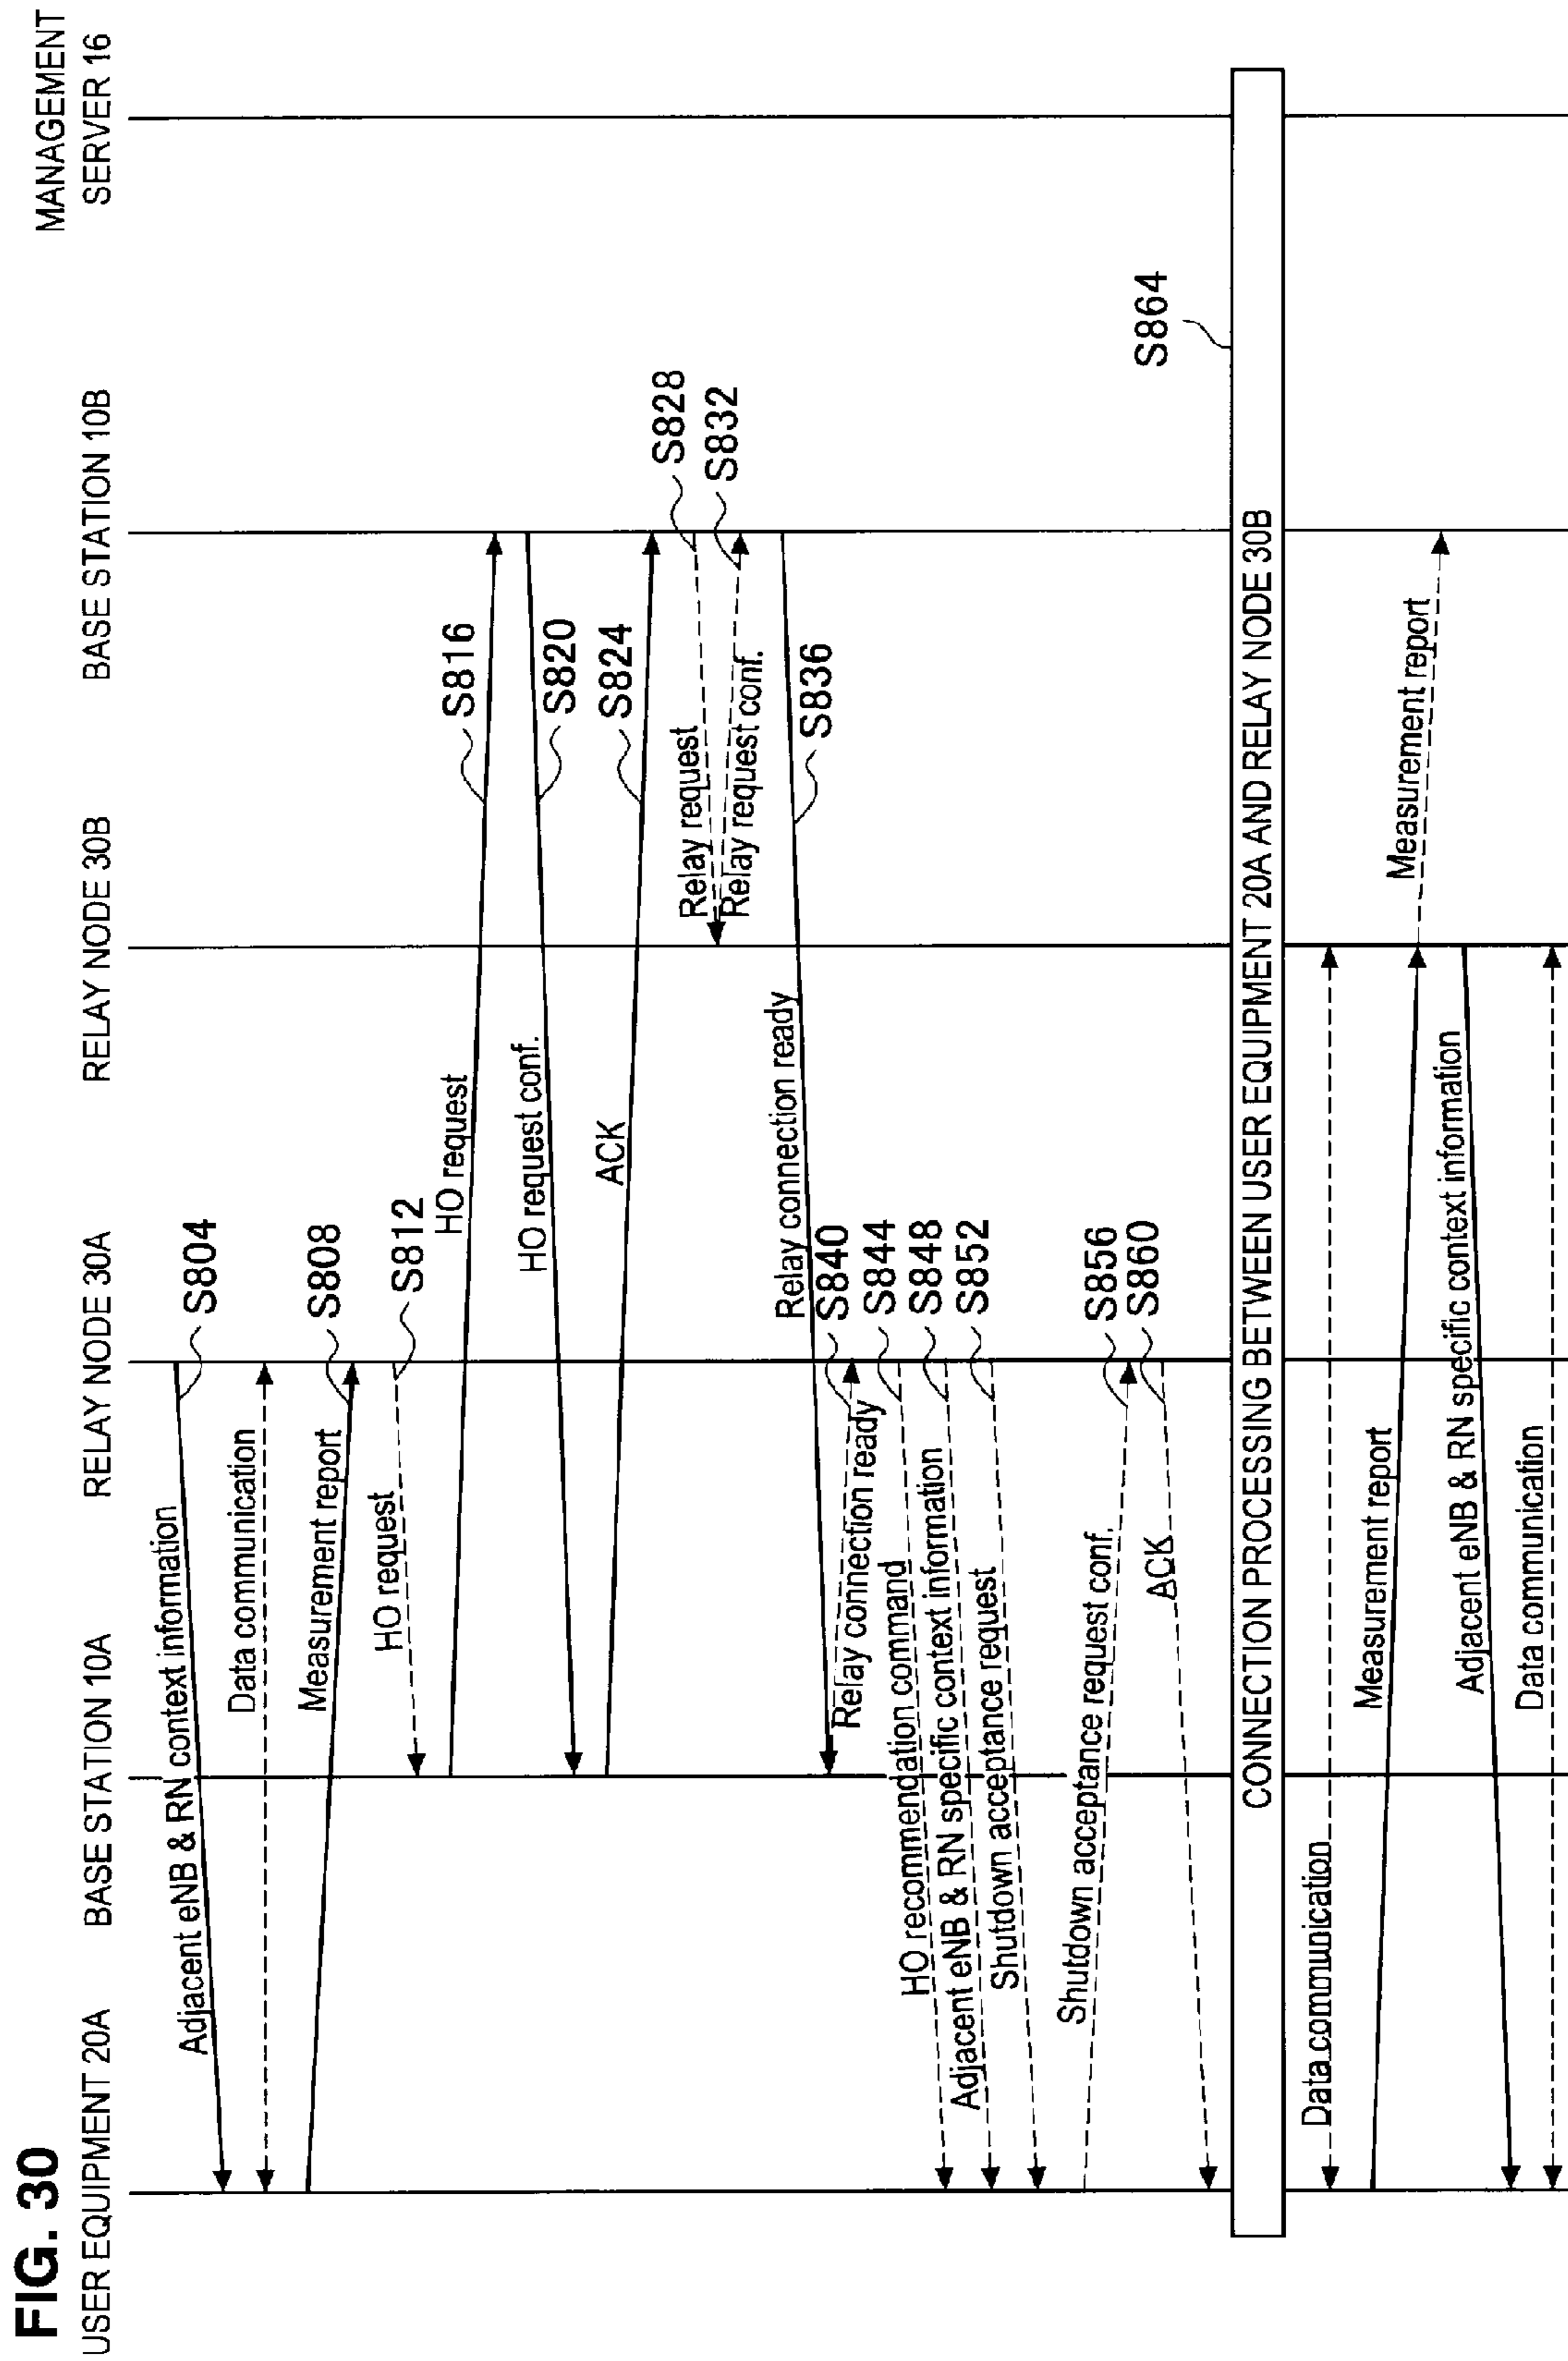 FIG. 30
USER EQUIPMENT 20A
BASE STATION 10A
RELAY NODE 30A
RELAY NODE 30B
BASE STATION 10B
MANAGEMENT
SERVER 16
Adjacent eNB & RN context information
S804
Data communication
Measurement report
S808
HO request
S812
HO request
S816
HO request conf.
S820
ACK
S824
Relay request
S828
Relay request conf.
S832
Relay connection ready
S836
Relay connection ready
S840
HO recommendation command
S844
Adjacent eNB & RN specific context information
S848
Shutdown acceptance request
S852
Shutdown acceptance request conf.
S856
ACK
S860
S864
CONNECTION PROCESSING BETWEEN USER EQUIPMENT 20A AND RELAY NODE 30B
Data communication
Measurement report
Measurement report
Adjacent eNB & RN specific context information
Data communication